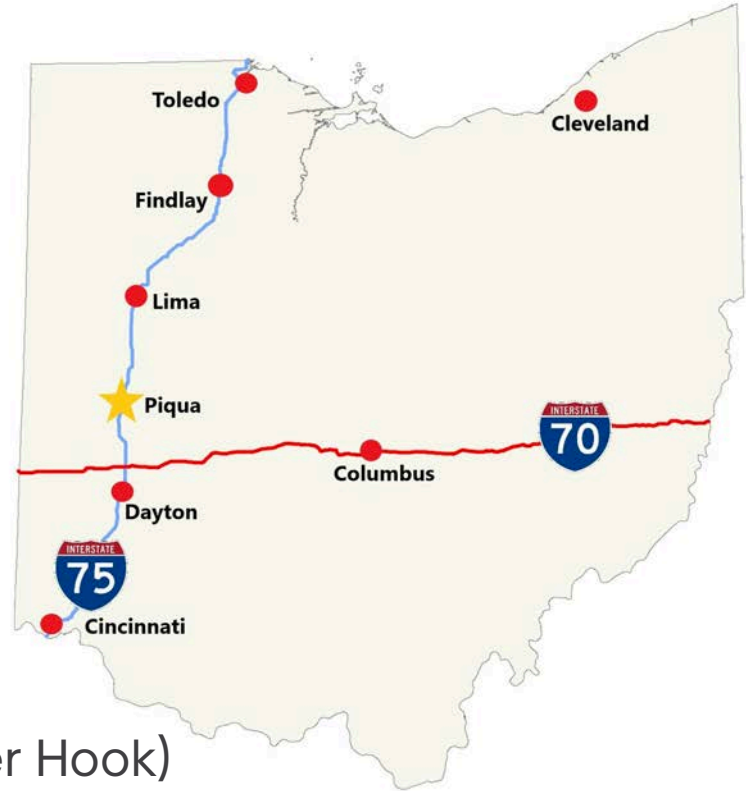 Toledo
Cleveland
Findlay
Lima
Piqua
INTERSTATE
70
Columbus
Dayton
INTERSTATE
75
Cincinnati
er Hook)